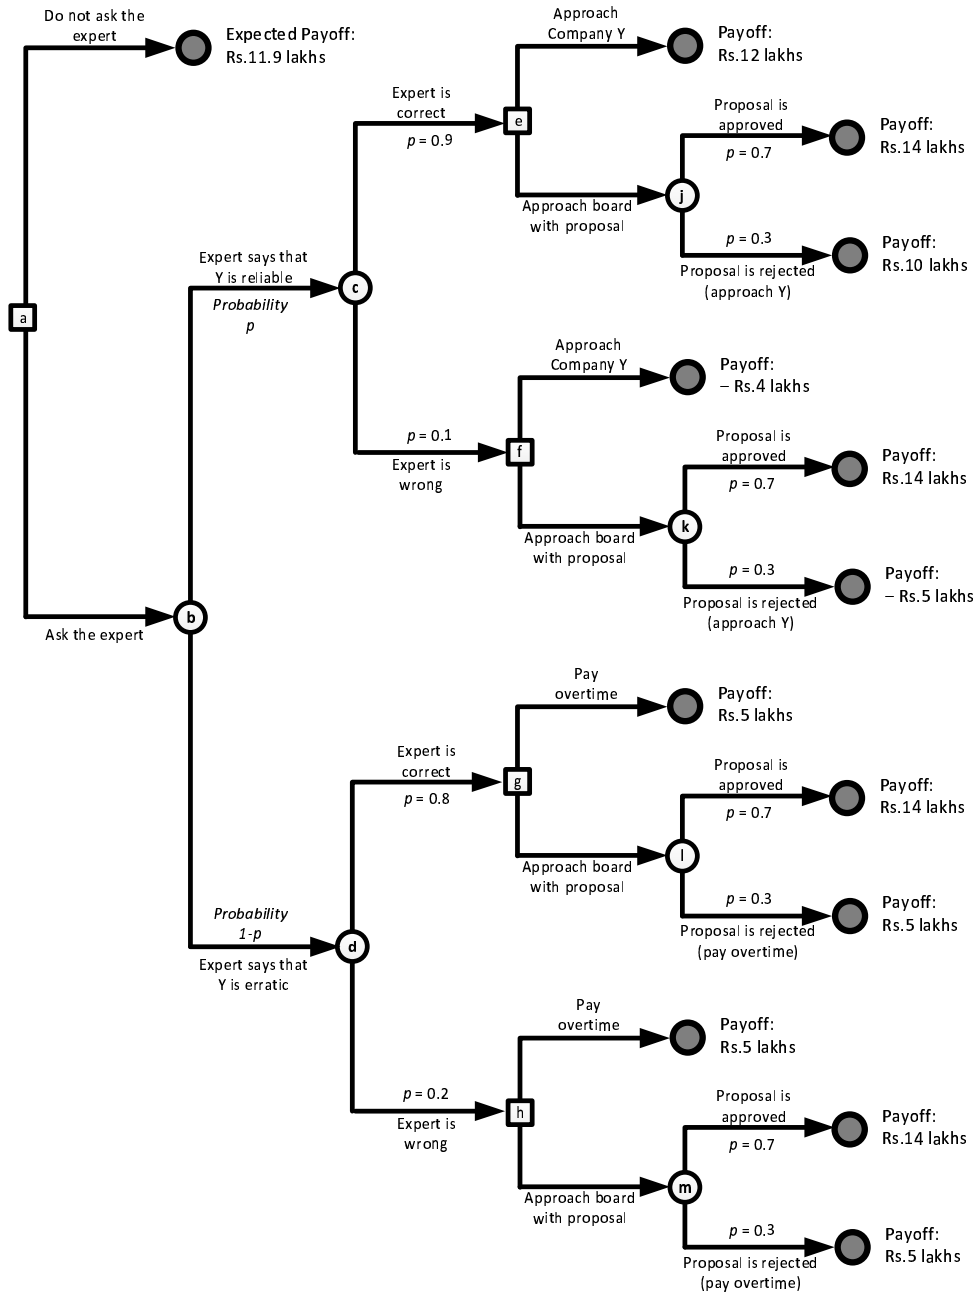 Do not ask the
expert
Expected Payoff:
Rs.11.9 lakhs
a
Ask the expert
b
Expert says that
Y is reliable
Probability
p
c
Probability
1-p
Expert says that
Y is erratic
d
Expert is
correct
p = 0.9
e
Approach
Company Y
Payoff:
Rs.12 lakhs
Approach board
with proposal
j
Proposal is
approved
p = 0.7
Payoff:
Rs.14 lakhs
p = 0.3
Proposal is rejected
(approach Y)
Payoff:
Rs.10 lakhs
p = 0.1
Expert is
wrong
f
Approach
Company Y
Payoff:
– Rs.4 lakhs
Approach board
with proposal
k
Proposal is
approved
p = 0.7
Payoff:
Rs.14 lakhs
p = 0.3
Proposal is rejected
(approach Y)
Payoff:
– Rs.5 lakhs
Expert is
correct
p = 0.8
g
Pay
overtime
Payoff:
Rs.5 lakhs
Approach board
with proposal
l
Proposal is
approved
p = 0.7
Payoff:
Rs.14 lakhs
p = 0.3
Proposal is rejected
(pay overtime)
Payoff:
Rs.5 lakhs
p = 0.2
Expert is
wrong
h
Pay
overtime
Payoff:
Rs.5 lakhs
Approach board
with proposal
m
Proposal is
approved
p = 0.7
Payoff:
Rs.14 lakhs
p = 0.3
Proposal is rejected
(pay overtime)
Payoff:
Rs.5 lakhs